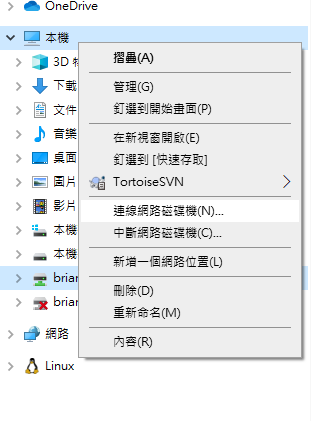 OneDrive
本機
3D 物
下載
文件
音樂
桌面
圖片
影片
本機
本機
brian
brian
網路
Linux
摺疊(A)
管理(G)
釘選到開始畫面(P)
在新視窗開啟(E)
釘選到 [快速存取]
TortoiseSVN
連線網路磁碟機(N)...
中斷網路磁碟機(C)...
新增一個網路位置(L)
刪除(D)
重新命名(M)
內容(R)